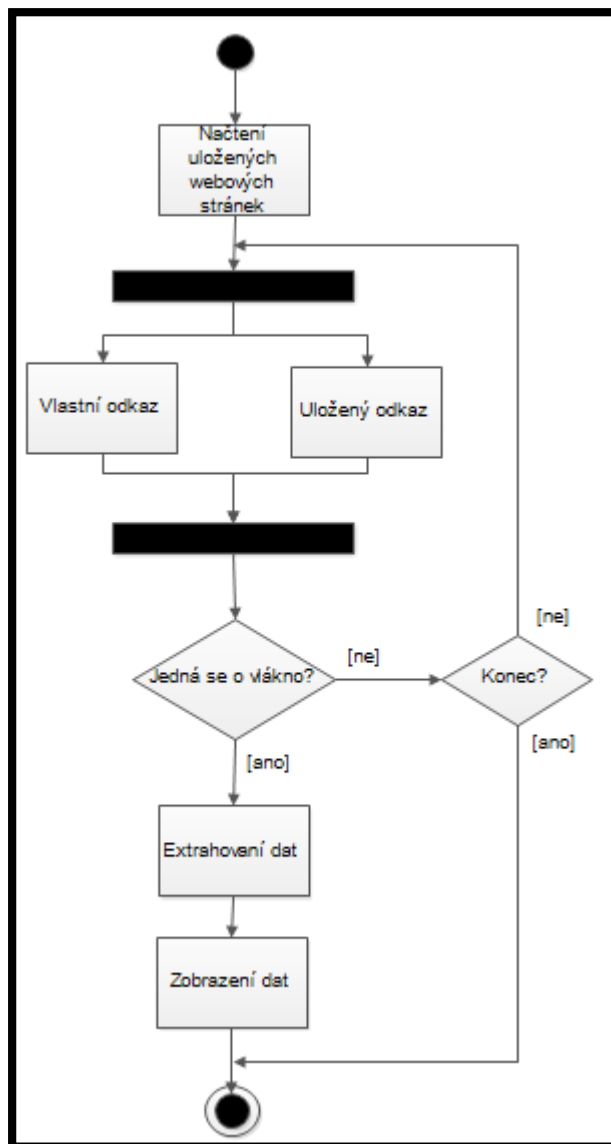 Načtení
uložených
webových
stránek
Vlastní odkaz
Uložený odkaz
Jedná se o vlákno?
[ne]
Konec?
[ne]
[ano]
[ano]
Extrahovaní dat
Zobrazení dat